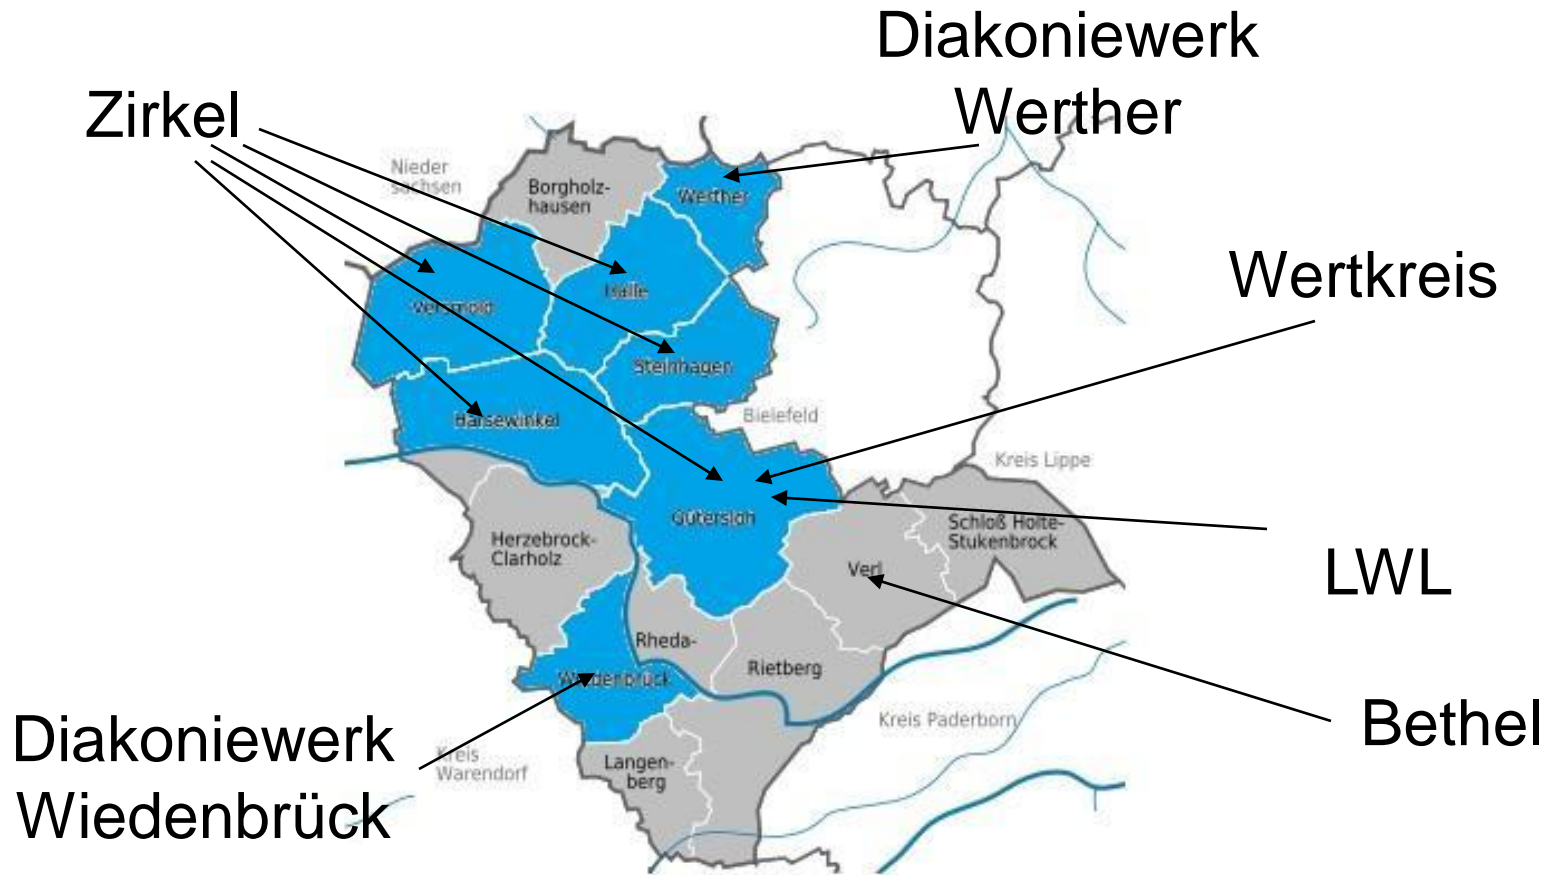 Diakoniewerk
Werther
Zirkel
Nieder
sachsen
Borgholz-
hausen
Werther
Wertkreis
Versmold
Halle
Steinhagen
Harsewinkel
Bielefeld
Kreis Lippe
Gütersloh
Schloß Holte-
Stukenbrock
Herzebrock-
Clarholz
Verl
LWL
Rheda-
Wiedenbrück
Rietberg
Kreis Paderborn
Bethel
Diakoniewerk
Wiedenbrück
Kreis
Warendorf
Langen-
berg